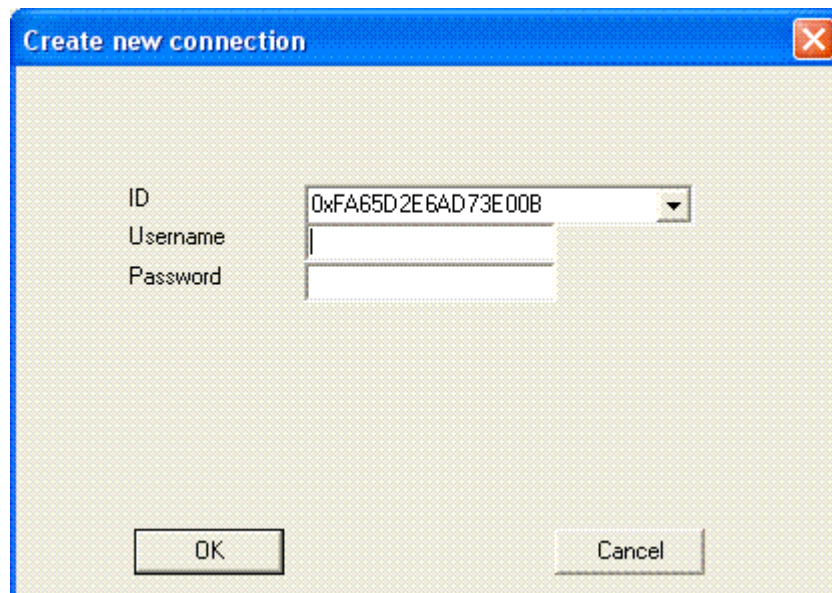 Create new connection
ID
0xFA65D2E6AD73E00B
Username
Password
OK
Cancel